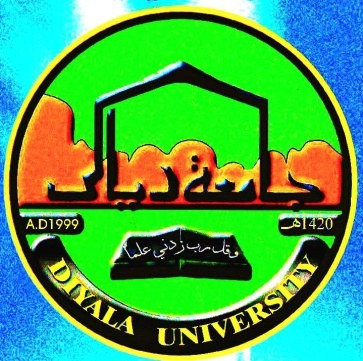 جامعة ديالى
A.D1999
1420هـ
وقل رب زدني علما
DIYALA UNIVERSITY